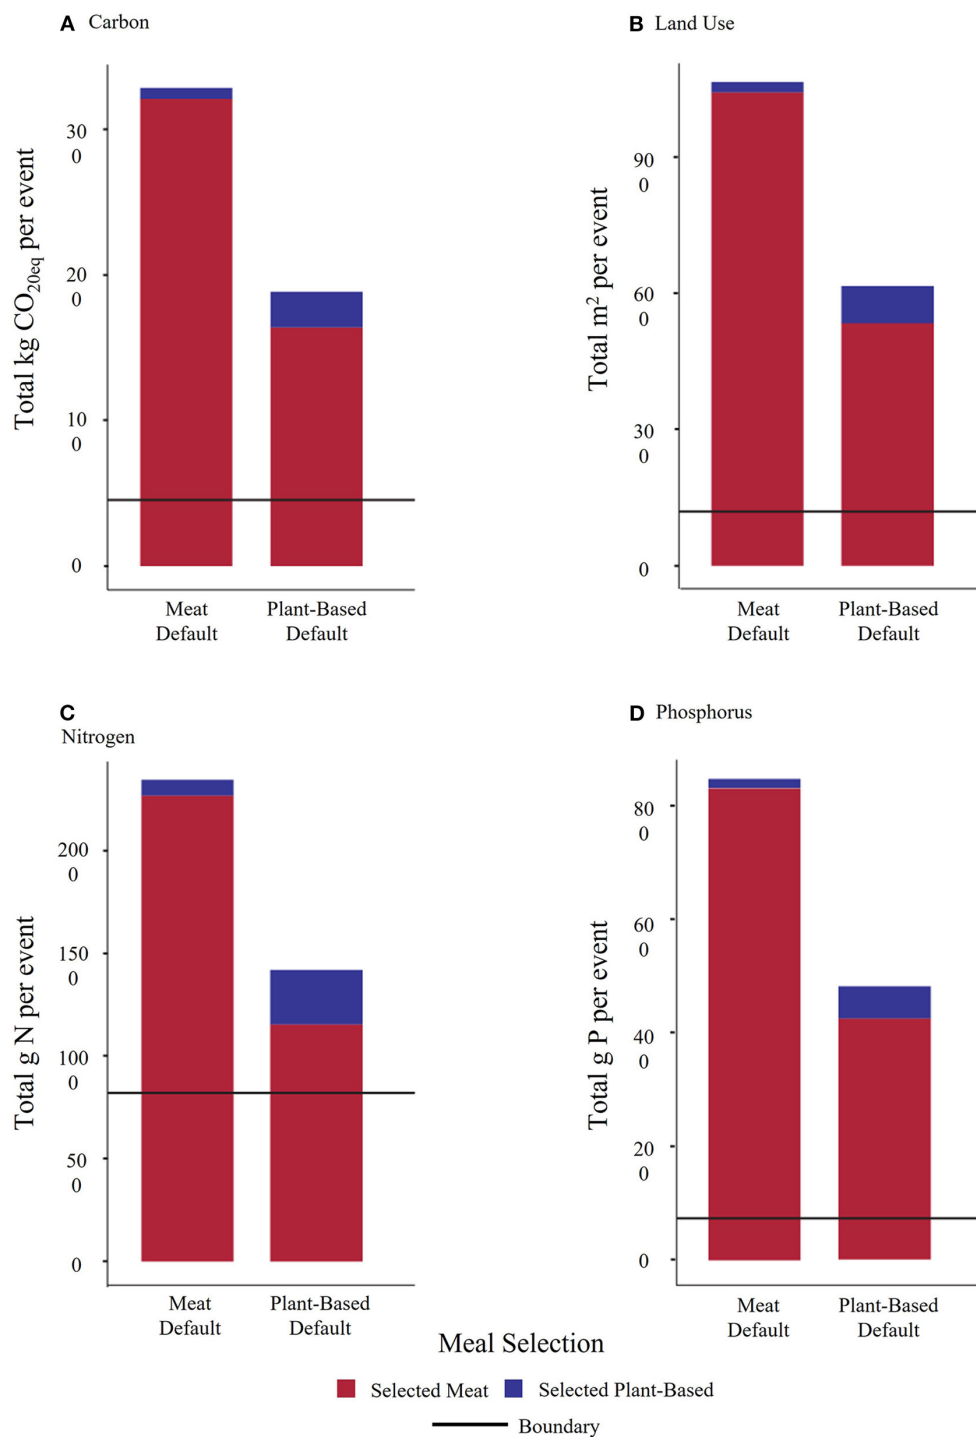 A Carbon
Total kg CO20eq per event
30
0
20
0
10
0
0
Meat
Default
Plant-Based
Default
B Land Use
Total m2 per event
90
0
60
0
30
0
0
Meat
Default
Plant-Based
Default
C
Nitrogen
Total g N per event
200
0
150
0
100
0
50
0
0
Meat
Default
Plant-Based
Default
D Phosphorus
Total g P per event
80
0
60
0
40
0
20
0
0
Meat
Default
Plant-Based
Default
Meal Selection
Selected Meat
Selected Plant-Based
Boundary